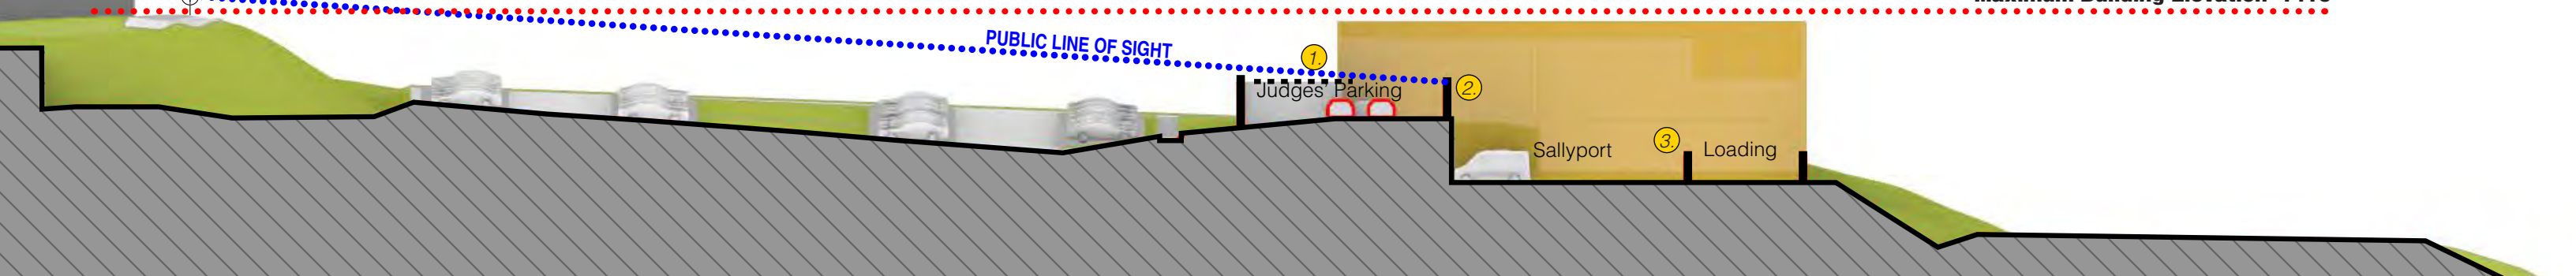 PUBLIC LINE OF SIGHT
1.
Judges' Parking
2.
Sallyport
3.
Loading